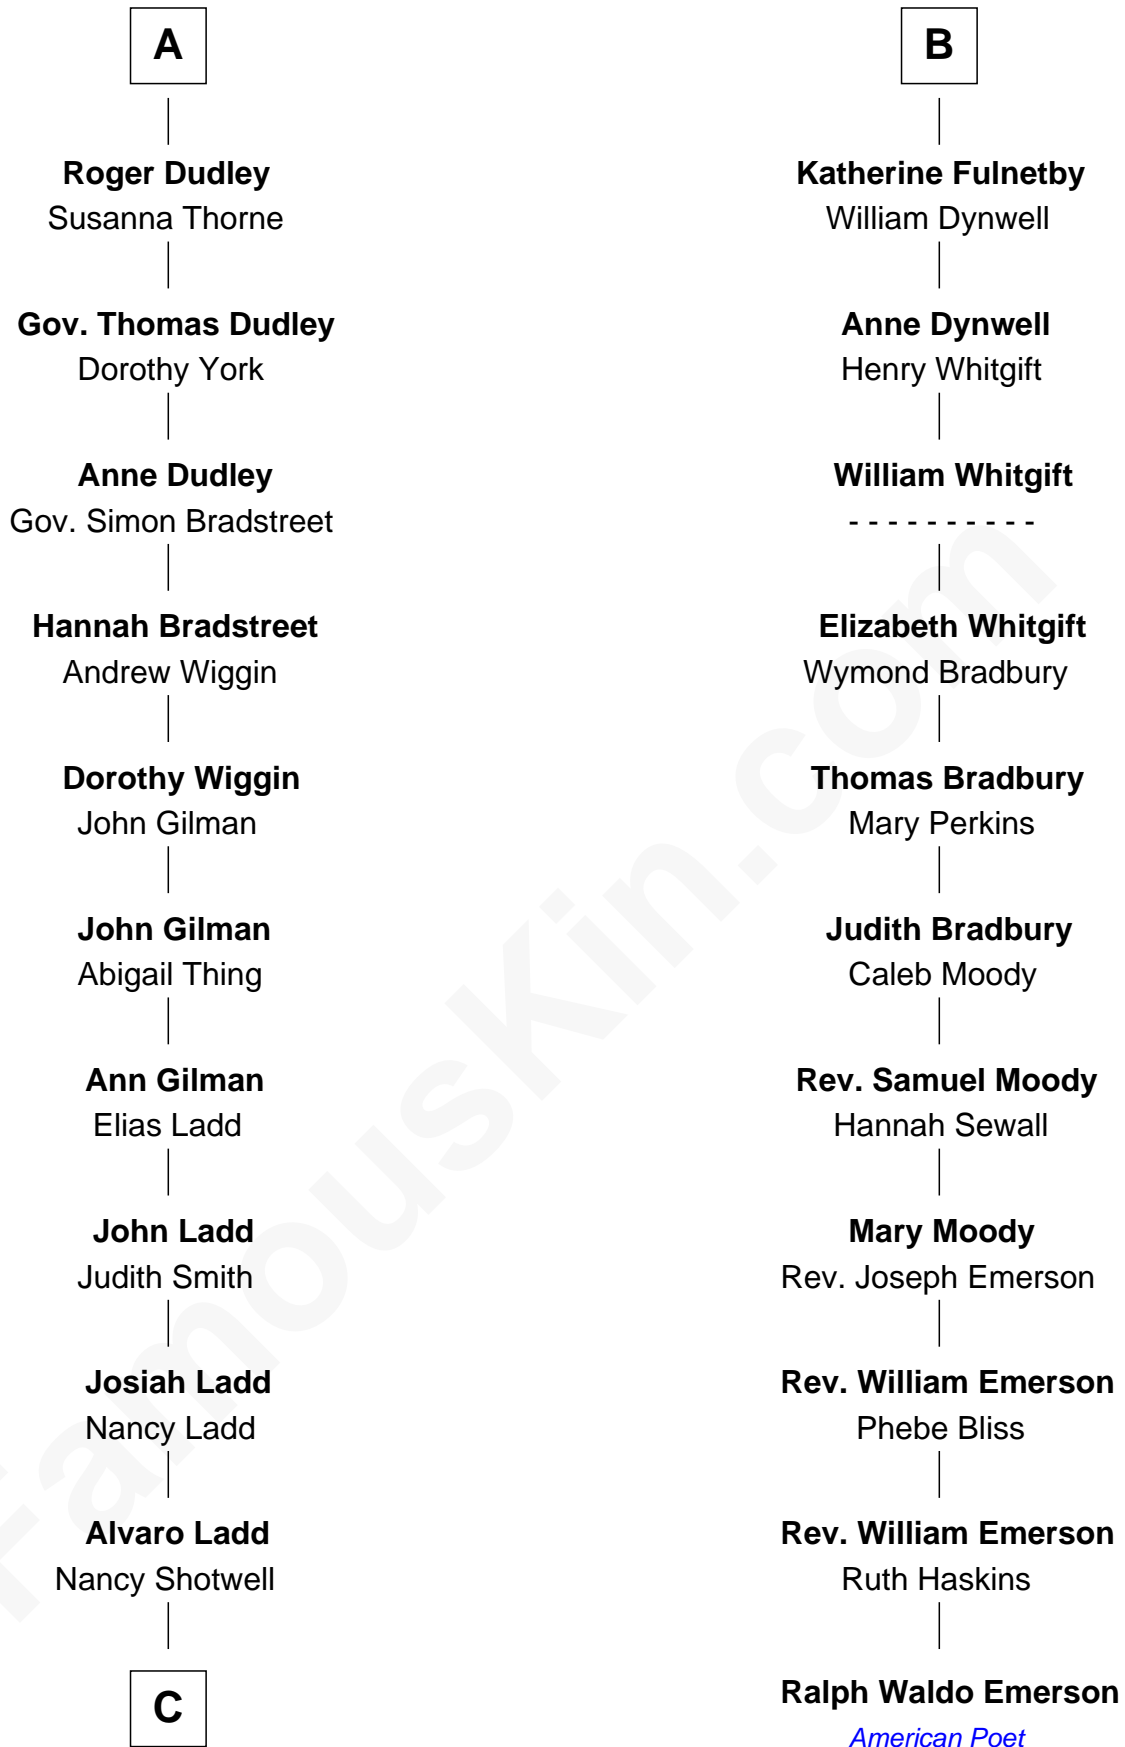 A
Roger Dudley
Susanna Thorne
Gov. Thomas Dudley
Dorothy York
Anne Dudley
Gov. Simon Bradstreet
Hannah Bradstreet
Andrew Wiggin
Dorothy Wiggin
John Gilman
John Gilman
Abigail Thing
Ann Gilman
Elias Ladd
John Ladd
Judith Smith
Josiah Ladd
Nancy Ladd
Alvaro Ladd
Nancy Shotwell
C
B
Katherine Fulnetby
William Dynwell
Anne Dynwell
Henry Whitgift
William Whitgift
- - - - - - - - - -
Elizabeth Whitgift
Wymond Bradbury
Thomas Bradbury
Mary Perkins
Judith Bradbury
Caleb Moody
Rev. Samuel Moody
Hannah Sewall
Mary Moody
Rev. Joseph Emerson
Rev. William Emerson
Phebe Bliss
Rev. William Emerson
Ruth Haskins
Ralph Waldo Emerson
American Poet
FamousKin.com